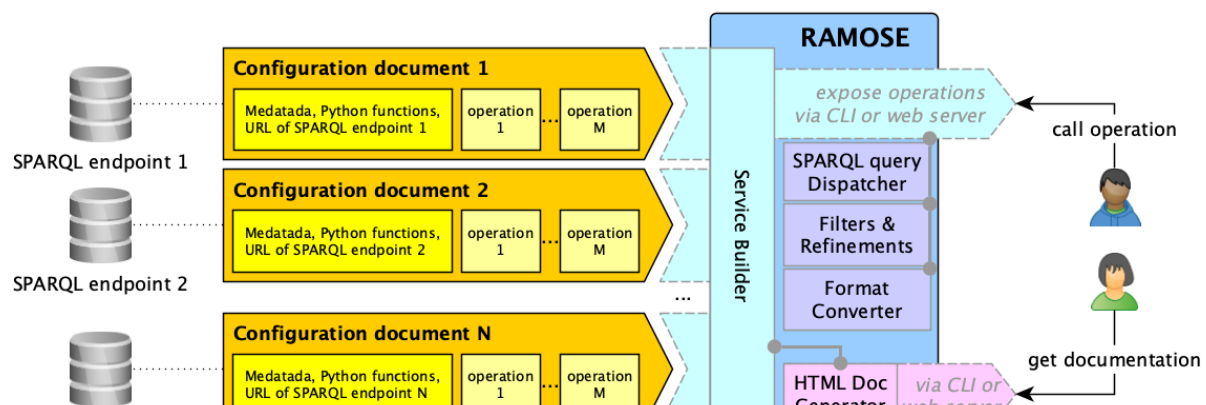 RAMOSE
Configuration document 1
Medatada, Python functions,
URL of SPARQL endpoint 1
operation
1
...
operation
M
SPARQL endpoint 1
expose operations
via CLI or web server
call operation
Configuration document 2
Medatada, Python functions,
URL of SPARQL endpoint 2
operation
1
...
operation
M
SPARQL endpoint 2
Service Builder
SPARQL query
Dispatcher
Filters &
Refinements
Format
Converter
...
Configuration document N
Medatada, Python functions,
URL of SPARQL endpoint N
operation
1
...
operation
M
HTML Doc
Generator
via CLI or
web server
get documentation